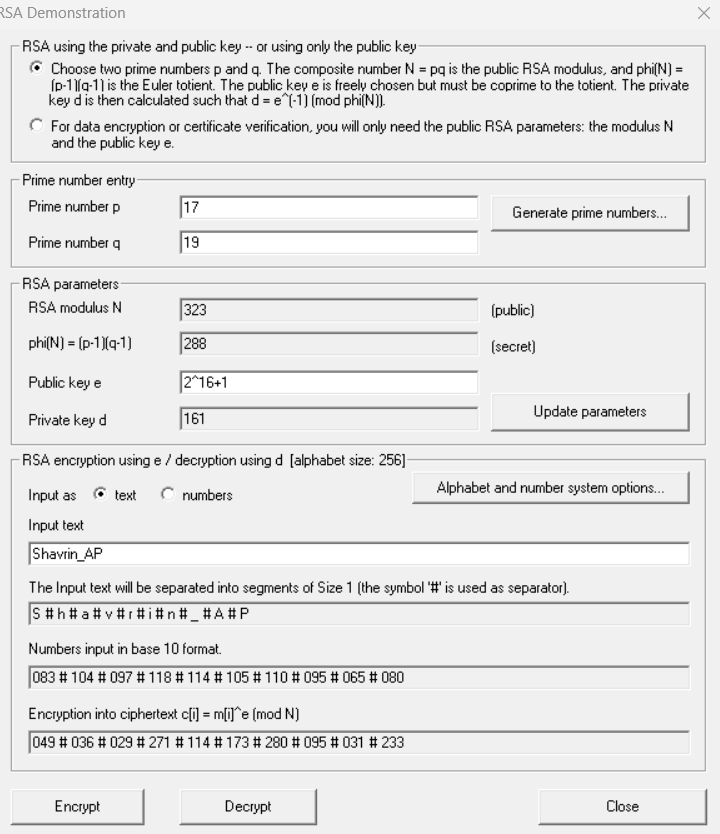 RSA Demonstration
RSA using the private and public key -- or using only the public key
Choose two prime numbers p and q. The composite number N = pq is the public RSA modulus, and phi(N) =
(p-1)(q-1) is the Euler totient. The public key e is freely chosen but must be coprime to the totient. The private
key d is then calculated such that d = e^(-1) (mod phi(N)).
For data encryption or certificate verification, you will only need the public RSA parameters: the modulus N
and the public key e.
Prime number entry
Prime number p 17 Generate prime numbers...
Prime number q 19
RSA parameters
RSA modulus N 323 (public)
phi(N) = (p-1)(q-1) 288 (secret)
Public key e 2^16+1
Private key d 161 Update parameters
RSA encryption using e / decryption using d [alphabet size: 256]
Input as text numbers Alphabet and number system options...
Input text
Shavrin_AP
The Input text will be separated into segments of Size 1 (the symbol '#' is used as separator).
S # h # a # v # r # i # n # _ # A # P
Numbers input in base 10 format.
083 # 104 # 097 # 118 # 114 # 105 # 110 # 095 # 065 # 080
Encryption into ciphertext c[i] = m[i]^e (mod N)
049 # 036 # 029 # 271 # 114 # 173 # 280 # 095 # 031 # 233
Encrypt Decrypt Close